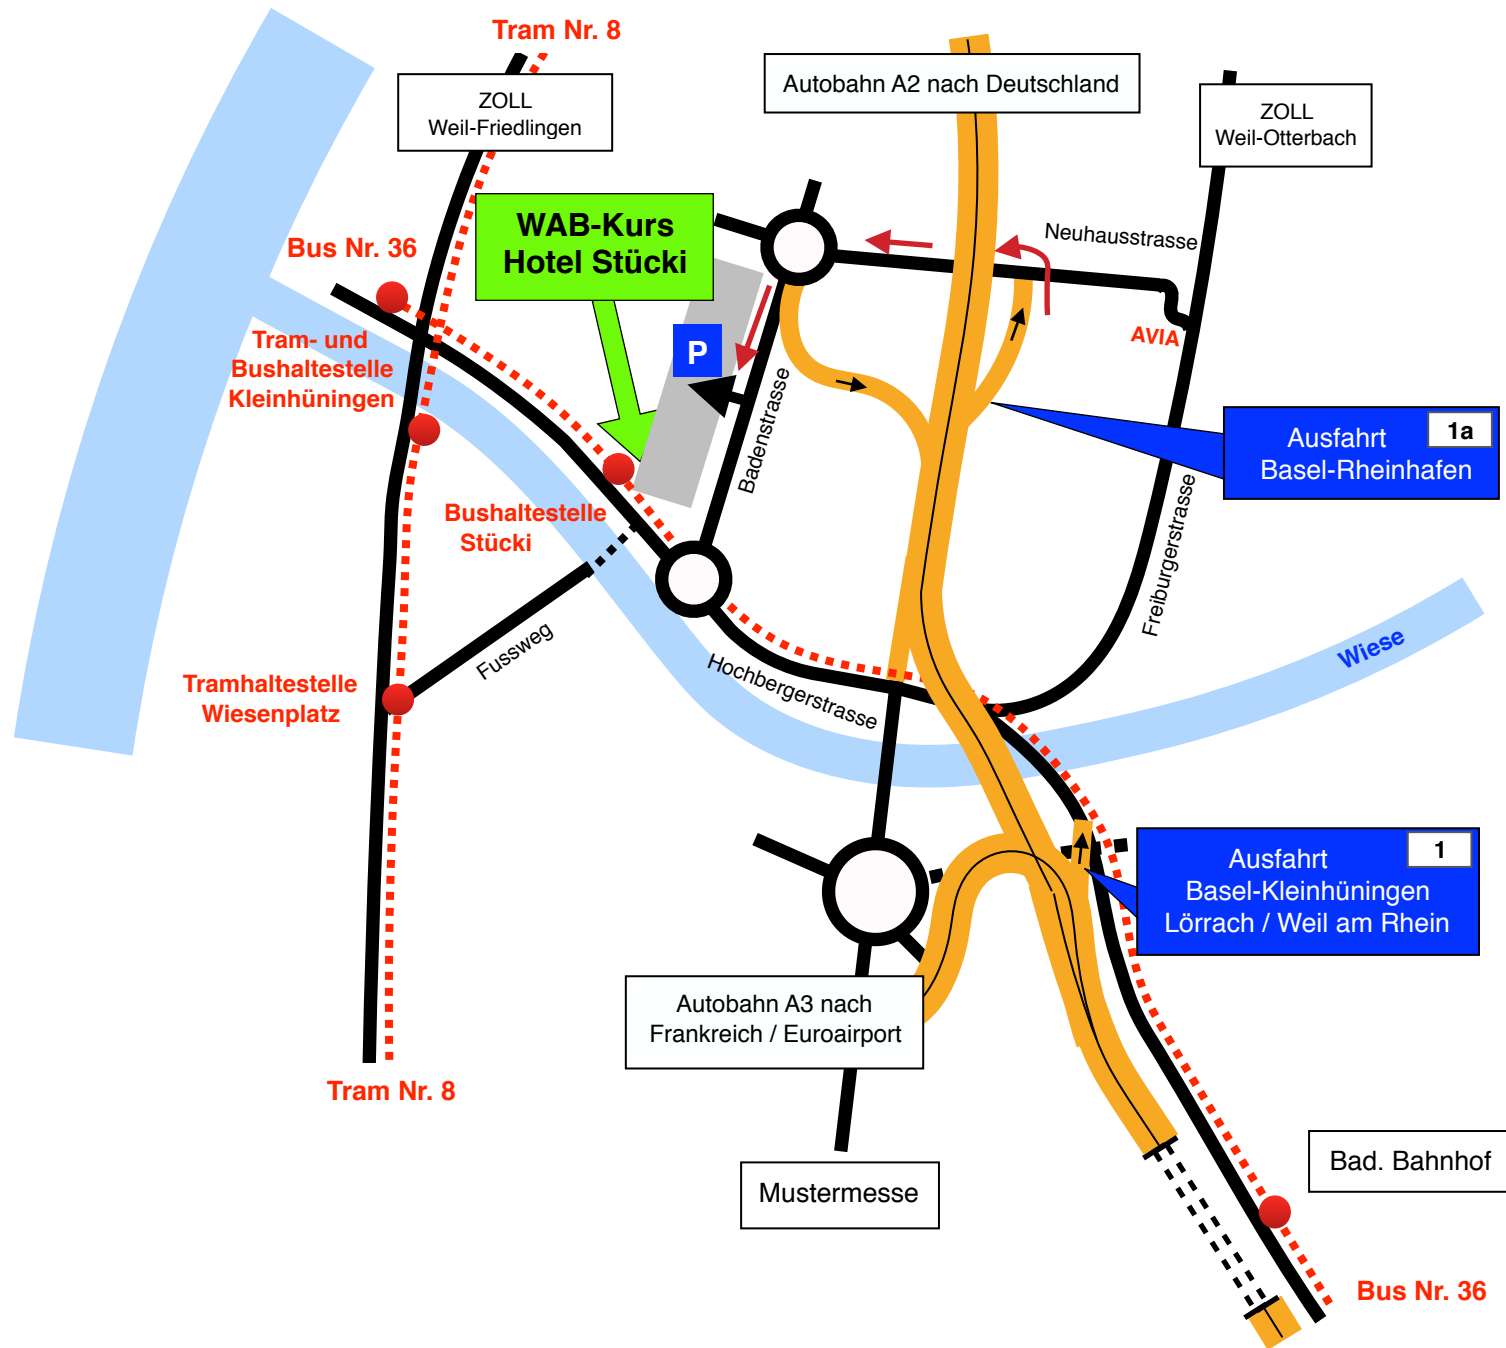 Tram Nr. 8
ZOLL
Weil-Friedlingen
Autobahn A2 nach Deutschland
ZOLL
Weil-Otterbach
WAB-Kurs
Hotel Stücki
Bus Nr. 36
Neuhausstrasse
AVIA
Tram- und
Bushaltestelle
Kleinhüningen
P
Badenstrasse
1a
Ausfahrt
Basel-Rheinhafen
Bushaltestelle
Stücki
Freiburgerstrasse
Fussweg
Wiese
Hochbergerstrasse
Tramhaltestelle
Wiesenplatz
1
Ausfahrt
Basel-Kleinhüningen
Lörrach / Weil am Rhein
Autobahn A3 nach
Frankreich / Euroairport
Tram Nr. 8
Mustermesse
Bad. Bahnhof
Bus Nr. 36